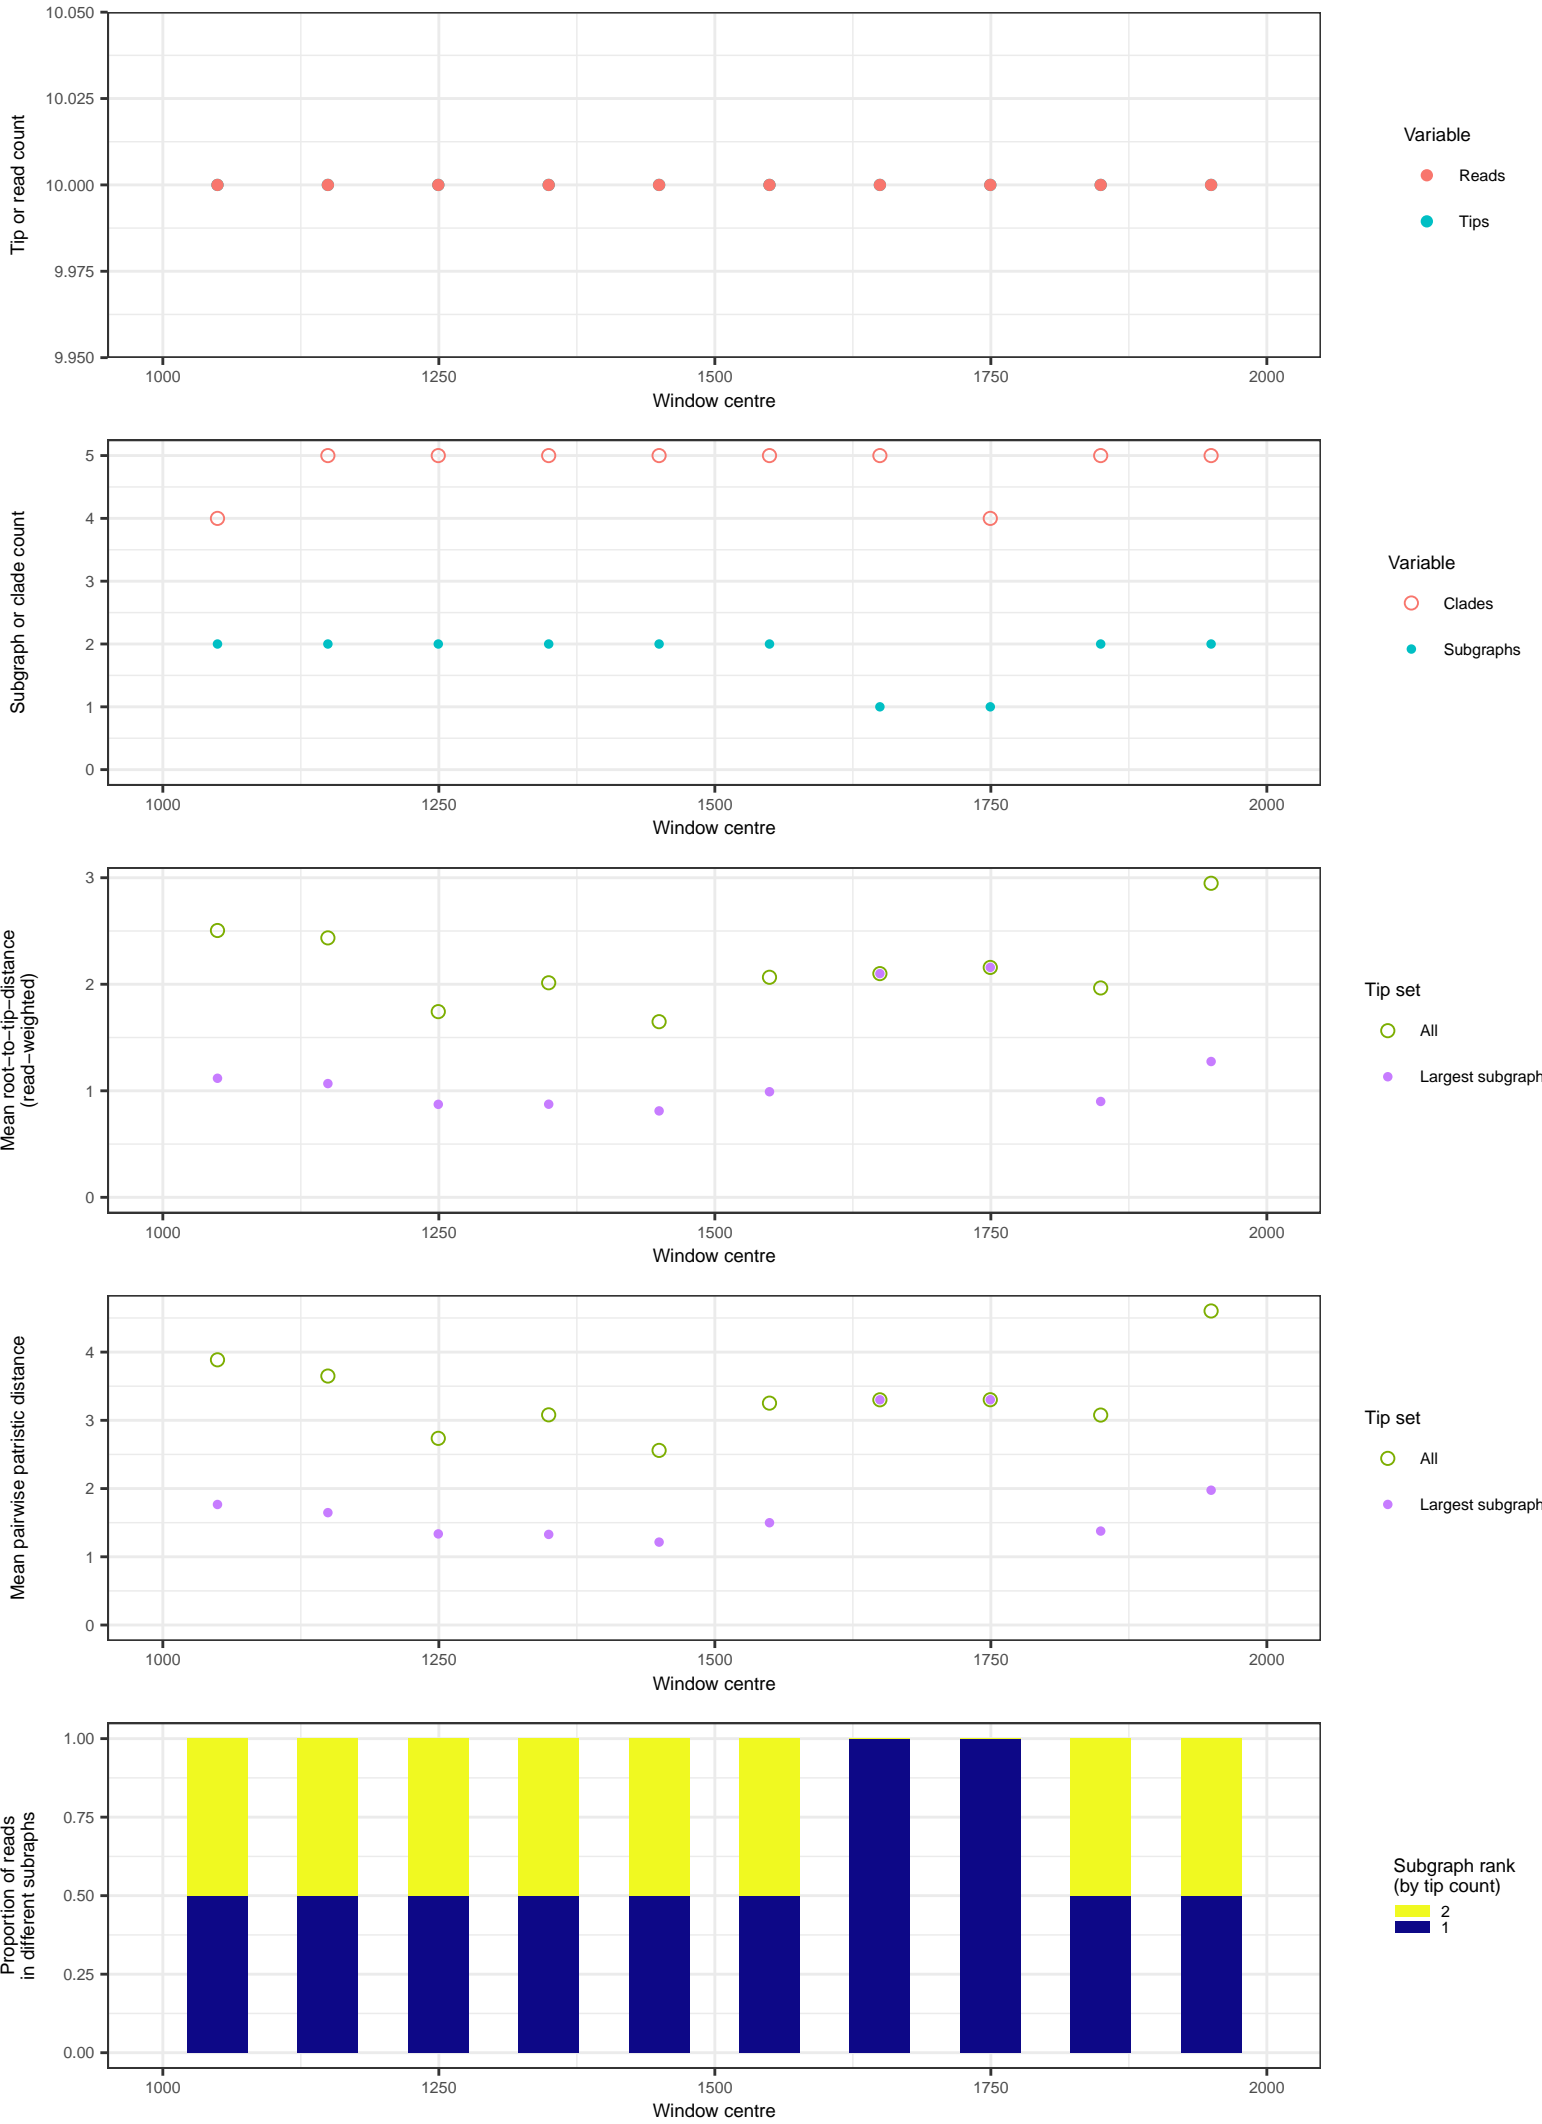 10.050
10.025
10.000
9.975
9.950
Tip or read count
1000 1250 1500 1750 2000
Window centre
Variable
Reads
Tips
5
4
3
2
1
0
Subgraph or clade count
1000 1250 1500 1750 2000
Window centre
Variable
Clades
Subgraphs
3
2
1
0
Mean root−to−tip−distance
(read−weighted)
1000 1250 1500 1750 2000
Window centre
Tip set
All
Largest subgraph
4
3
2
1
0
Mean pairwise patristic distance
1000 1250 1500 1750 2000
Window centre
Tip set
All
Largest subgraph
1.00
0.75
0.50
0.25
0.00
Proportion of reads
in different subraphs
1000 1250 1500 1750 2000
Window centre
Subgraph rank
(by tip count)
2
1